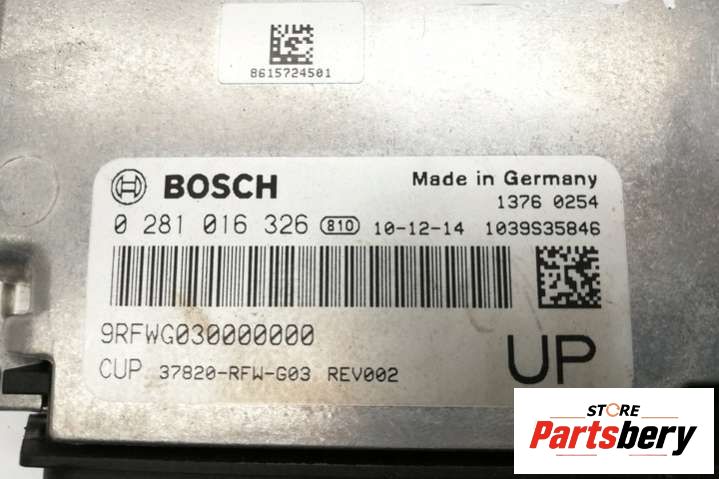 8615724501
BOSCH Made in Germany
1376 0254
0 281 016 326 810 10-12-14 1039S35846
9RFWG030000000
CUP 37820-RFW-G03 REV002
UP
STORE
Partsbery